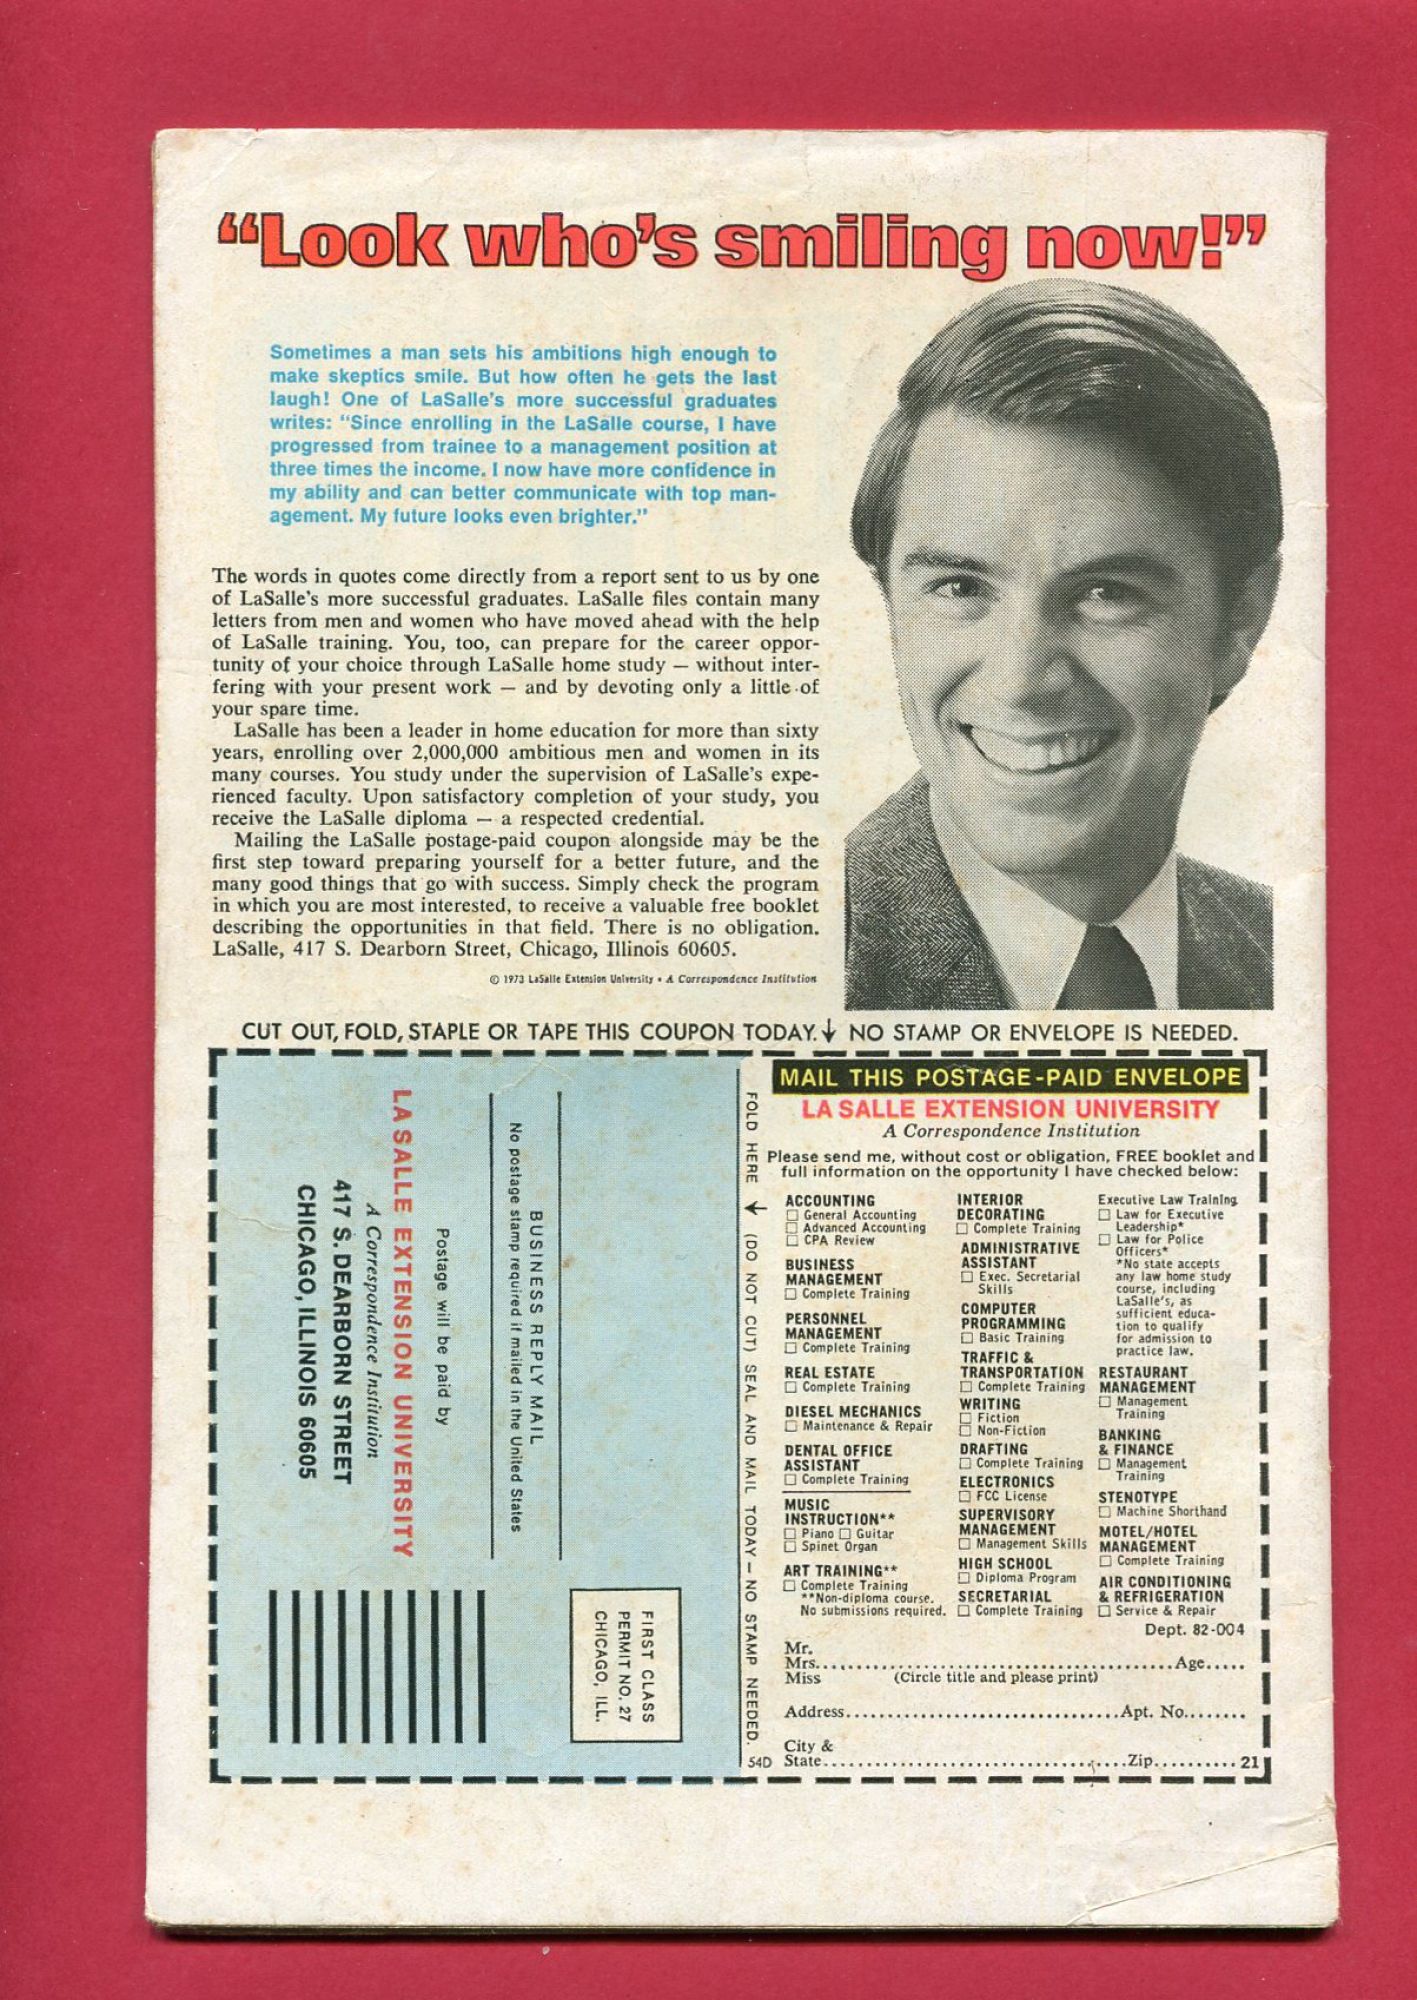 “Look who’s smiling now!”
Sometimes a man sets his ambitions high enough to
make skeptics smile. But how often he gets the last
laugh! One of LaSalle's more successful graduates
writes: "Since enrolling in the LaSalle course, I have
progressed from trainee to a management position at
three times the income. I now have more confidence in
my ability and can better communicate with top man-
agement. My future looks even brighter."
The words in quotes come directly from a report sent to us by one
of LaSalle's more successful graduates. LaSalle files contain many
letters from men and women who have moved ahead with the help
of LaSalle training. You, too, can prepare for the career oppor-
tunity of your choice through LaSalle home study — without inter-
fering with your present work — and by devoting only a little of
your spare time.
LaSalle has been a leader in home education for more than sixty
years, enrolling over 2,000,000 ambitious men and women in its
many courses. You study under the supervision of LaSalle's expe-
rienced faculty. Upon satisfactory completion of your study, you
receive the LaSalle diploma — a respected credential.
Mailing the LaSalle postage-paid coupon alongside may be the
first step toward preparing yourself for a better future, and the
many good things that go with success. Simply check the program
in which you are most interested, to receive a valuable free booklet
describing the opportunities in that field. There is no obligation.
LaSalle, 417 S. Dearborn Street, Chicago, Illinois 60605.
© 1973 LaSalle Extension University • A Correspondence Institution
CUT OUT, FOLD, STAPLE OR TAPE THIS COUPON TODAY.↓ NO STAMP OR ENVELOPE IS NEEDED.
FIRST CLASS
PERMIT NO. 27
CHICAGO, ILL.
BUSINESS REPLY MAIL
No postage stamp required if mailed in the United States
Postage will be paid by
LA SALLE EXTENSION UNIVERSITY
A Correspondence Institution
417 S. DEARBORN STREET
CHICAGO, ILLINOIS 60605
FOLD HERE ↓ (DO NOT CUT) SEAL AND MAIL TODAY — NO STAMP NEEDED.
54D
MAIL THIS POSTAGE-PAID ENVELOPE
LA SALLE EXTENSION UNIVERSITY
A Correspondence Institution
Please send me, without cost or obligation, FREE booklet and
full information on the opportunity I have checked below:
ACCOUNTING
☐ General Accounting
☐ Advanced Accounting
☐ CPA Review
BUSINESS
MANAGEMENT
☐ Complete Training
PERSONNEL
MANAGEMENT
☐ Complete Training
REAL ESTATE
☐ Complete Training
DIESEL MECHANICS
☐ Maintenance & Repair
DENTAL OFFICE
ASSISTANT
☐ Complete Training
MUSIC
INSTRUCTION**
☐ Piano ☐ Guitar
☐ Spinet Organ
ART TRAINING**
☐ Complete Training
**Non-diploma course.
No submissions required.
INTERIOR
DECORATING
☐ Complete Training
ADMINISTRATIVE
ASSISTANT
☐ Exec. Secretarial
Skills
COMPUTER
PROGRAMMING
☐ Basic Training
TRAFFIC &
TRANSPORTATION
☐ Complete Training
WRITING
☐ Fiction
☐ Non-Fiction
DRAFTING
☐ Complete Training
ELECTRONICS
☐ FCC License
SUPERVISORY
MANAGEMENT
☐ Management Skills
HIGH SCHOOL
☐ Diploma Program
SECRETARIAL
☐ Complete Training
Executive Law Training
☐ Law for Executive
Leadership*
☐ Law for Police
Officers*
*No state accepts
any law home study
course, including
LaSalle's, as
sufficient educa-
tion to qualify
for admission to
practice law.
RESTAURANT
MANAGEMENT
☐ Management
Training
BANKING
& FINANCE
☐ Management
Training
STENOTYPE
☐ Machine Shorthand
MOTEL/HOTEL
MANAGEMENT
☐ Complete Training
AIR CONDITIONING
& REFRIGERATION
☐ Service & Repair
Dept. 82-004
Mr.
Mrs............................................Age.....
Miss (Circle title and please print)
Address.................................Apt. No........
City &
State.....................................Zip.......... 21